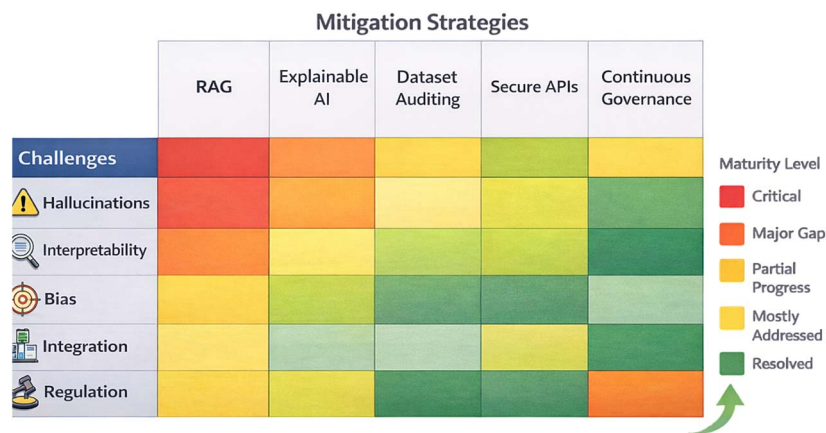 Mitigation Strategies
RAG
Explainable
AI
Dataset
Auditing
Secure APIs
Continuous
Governance
Challenges
Hallucinations
Interpretability
Bias
Integration
Regulation
Maturity Level
Critical
Major Gap
Partial
Progress
Mostly
Addressed
Resolved